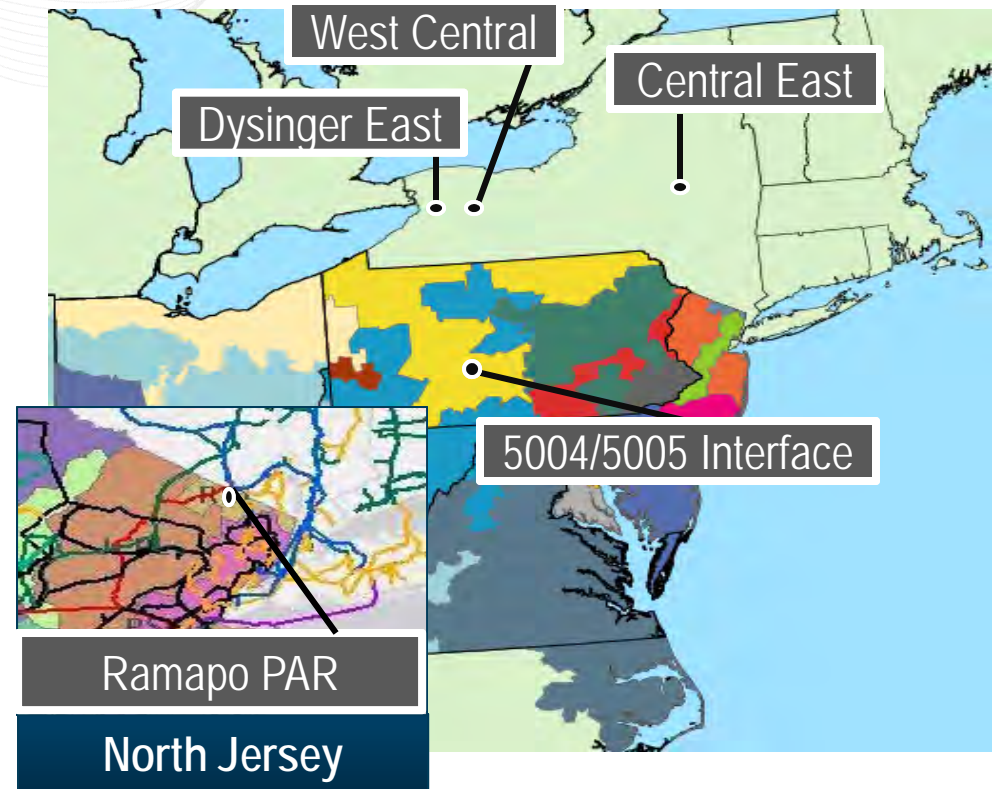 West Central
Central East
Dysinger East
5004/5005 Interface
Ramapo PAR
North Jersey